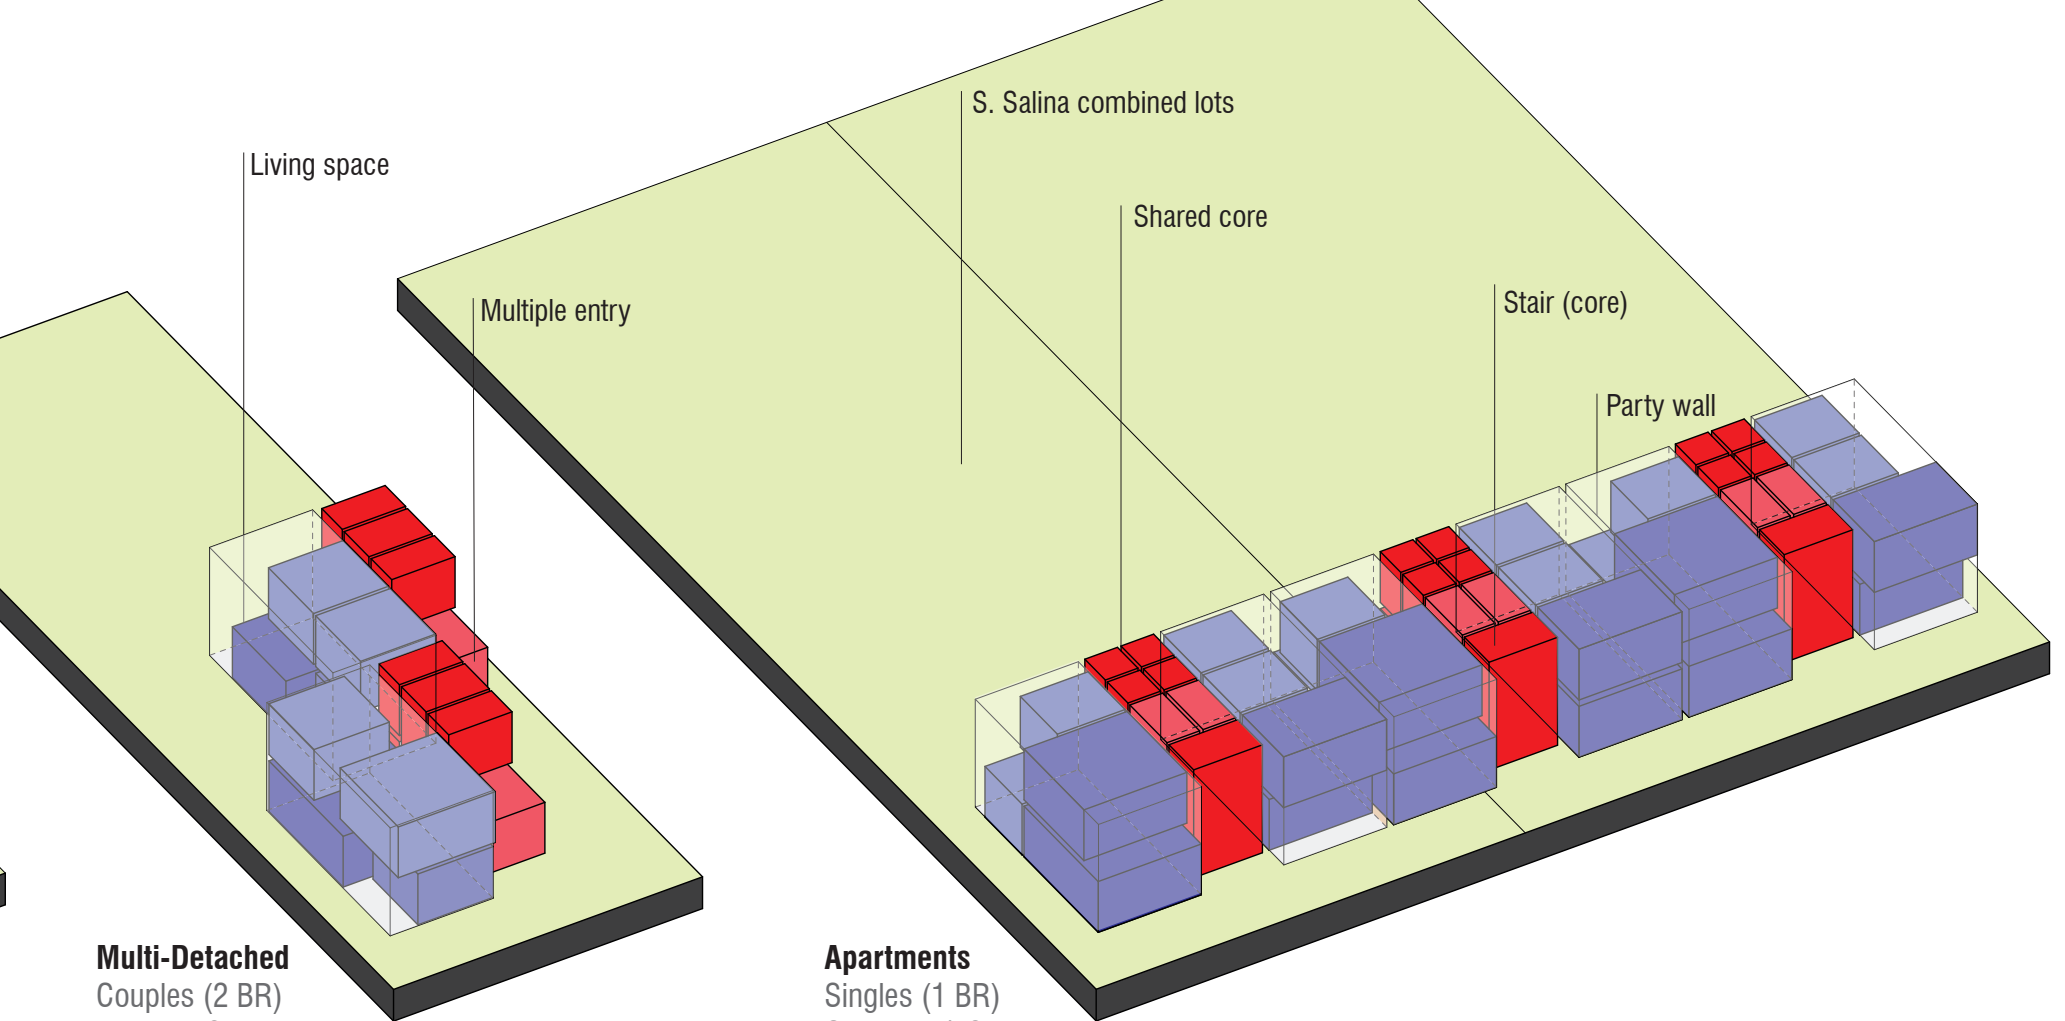 S. Salina combined lots
Living space
Shared core
Multiple entry
Stair (core)
Party wall
Multi-Detached
Couples (2 BR)
Apartments
Singles (1 BR)